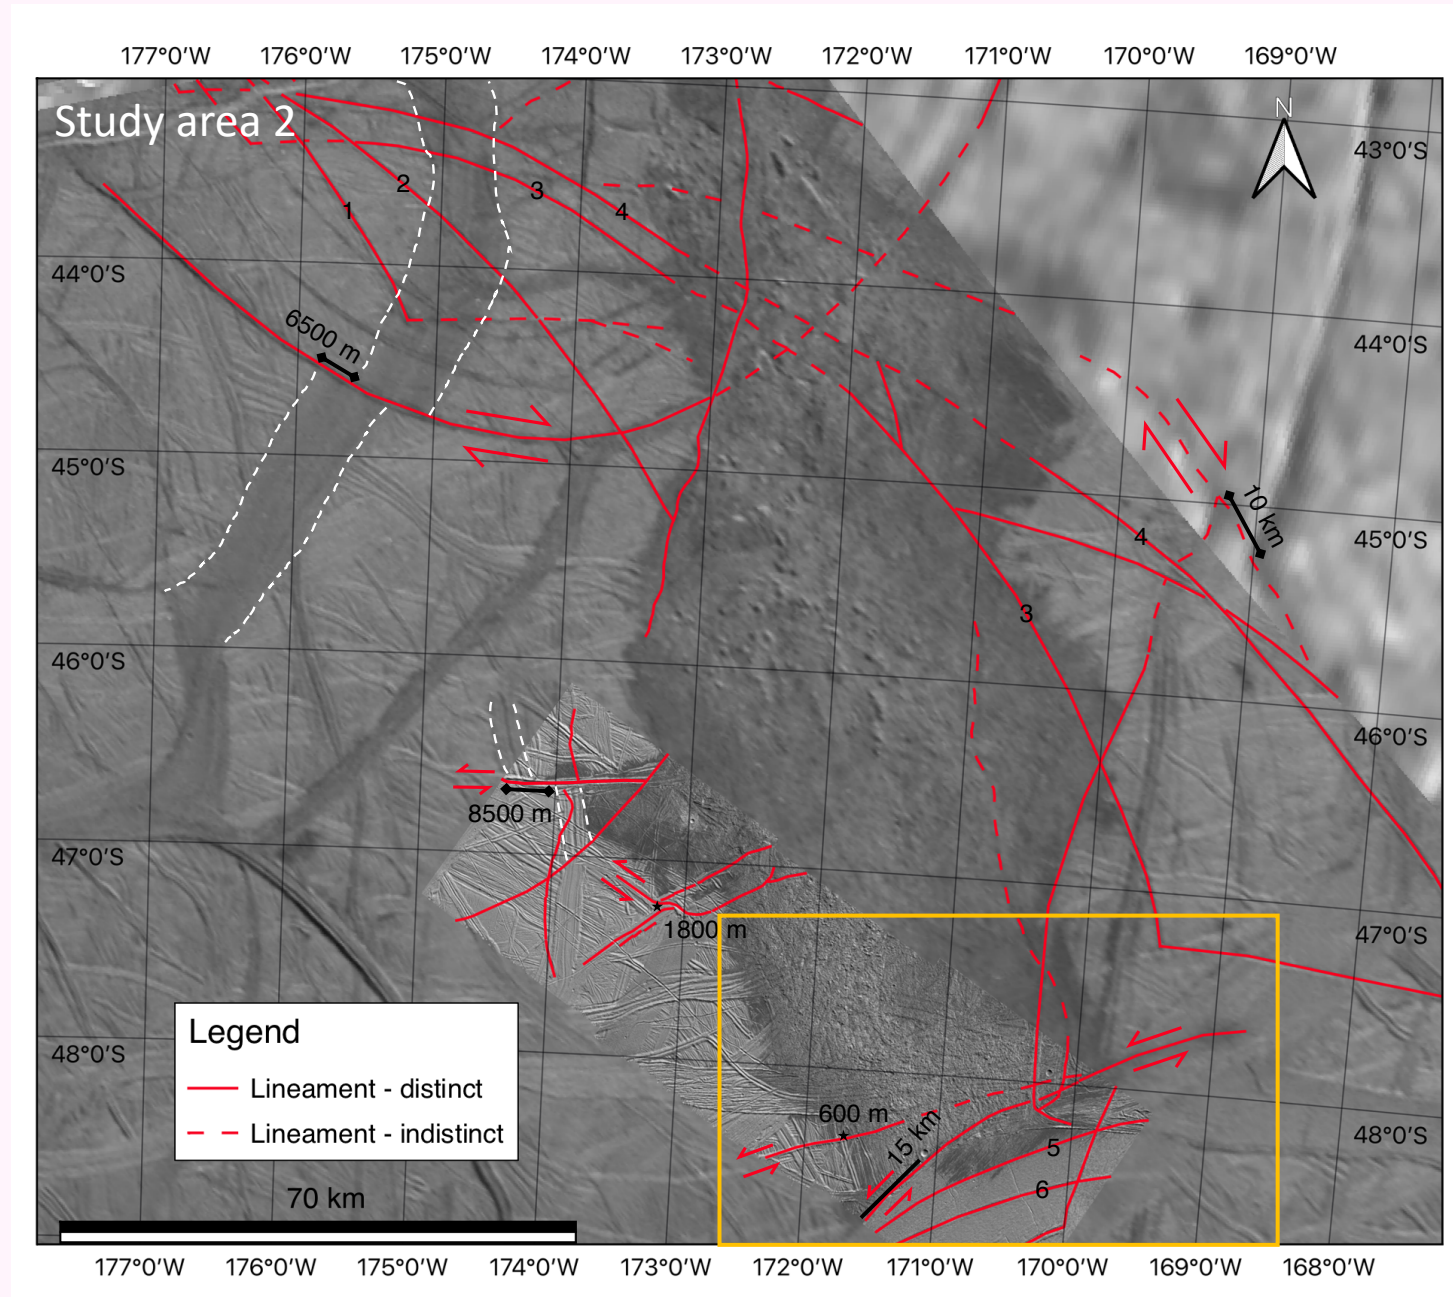 177°0'W 176°0'W 175°0'W 174°0'W 173°0'W 172°0'W 171°0'W 170°0'W 169°0'W
Study area 2
N
43°0'S
2
3
1
4
44°0'S
6500 m
44°0'S
45°0'S
10 km
4
45°0'S
3
46°0'S
46°0'S
8500 m
47°0'S
1800 m
47°0'S
Legend
Lineament - distinct
Lineament - indistinct
48°0'S
600 m
15 km
5
48°0'S
6
70 km
177°0'W 176°0'W 175°0'W 174°0'W 173°0'W 172°0'W 171°0'W 170°0'W 169°0'W 168°0'W